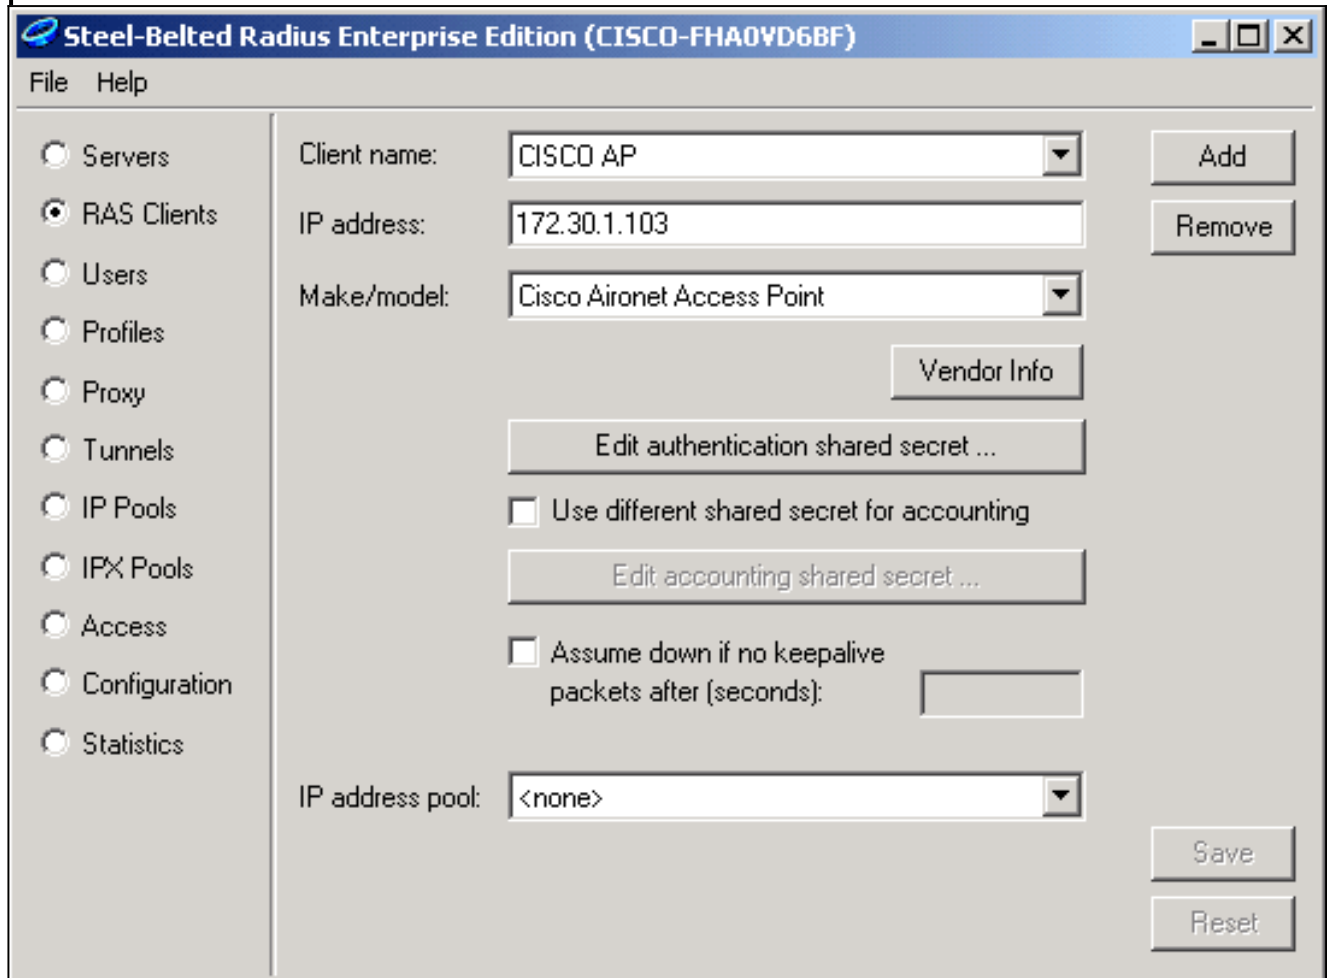 Steel-Belted Radius Enterprise Edition (CISCO-FHA0VD6BF)
File Help
Servers
RAS Clients
Users
Profiles
Proxy
Tunnels
IP Pools
IPX Pools
Access
Configuration
Statistics
Client name: CISCO AP
Add
IP address: 172.30.1.103
Remove
Make/model: Cisco Aironet Access Point
Vendor Info
Edit authentication shared secret ...
Use different shared secret for accounting
Edit accounting shared secret ...
Assume down if no keepalive
packets after (seconds):
IP address pool: <none>
Save
Reset